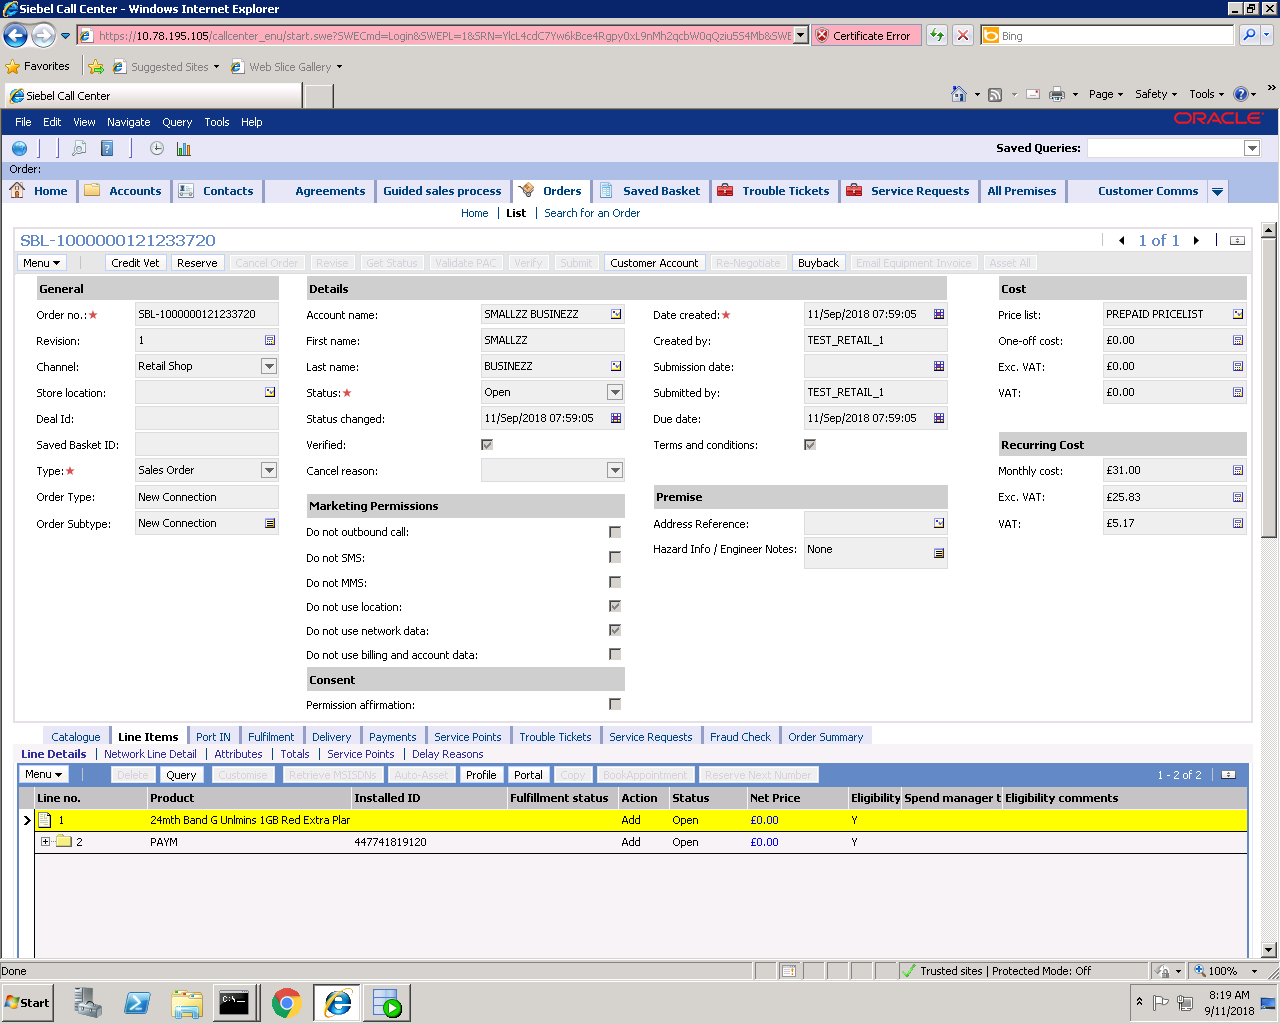 Siebel Call Center - Windows Internet Explorer
Certificate Error
Bing
Favorites Suggested Sites Web Slice Gallery
Siebel Call Center
Page Safety Tools
File Edit View Navigate Query Tools Help
ORACLE
Saved Queries:
Order:
Home Accounts Contacts Agreements Guided sales process Orders Saved Basket Trouble Tickets Service Requests All Premises Customer Comms
Home List Search for an Order
SBL-1000000121233720
1 of 1
Menu Credit Vet Reserve Cancel Order Revise Get Status Validate PAC Verify Submit Customer Account Re-Negotiate Buyback Email Equipment Invoice Asset All
General Details Cost
Order no.: SBL-1000000121233720 Account name: SMALLZZ BUSINEZZ Date created: 11/Sep/2018 07:59:05 Price list: PREPAID PRICELIST
Revision: 1 First name: SMALLZZ Created by: TEST_RETAIL_1 One-off cost: £0.00
Channel: Retail Shop Last name: BUSINEZZ Submission date: Exc. VAT: £0.00
Store location: Status: Open Submitted by: TEST_RETAIL_1 VAT: £0.00
Deal Id: Status changed: 11/Sep/2018 07:59:05 Due date: 11/Sep/2018 07:59:05
Saved Basket ID: Verified: Terms and conditions: Recurring Cost
Type: Sales Order Cancel reason: Monthly cost: £31.00
Order Type: New Connection Marketing Permissions Premise Exc. VAT: £25.83
Order Subtype: New Connection Do not outbound call: Address Reference: VAT: £5.17
Do not SMS: Hazard Info / Engineer Notes: None
Do not MMS:
Do not use location:
Do not use network data:
Do not use billing and account data:
Consent
Permission affirmation:
Catalogue Line Items Port IN Fulfilment Delivery Payments Service Points Trouble Tickets Service Requests Fraud Check Order Summary
Line Details Network Line Detail Attributes Totals Service Points Delay Reasons
Menu Delete Query Customise Retrieve MSISDNs Auto-Asset Profile Portal Copy BookAppointment Reserve Next Number 1 - 2 of 2
Line no. Product Installed ID Fulfillment status Action Status Net Price Eligibility Spend manager t Eligibility comments
1 24mth Band G Unlmins 1GB Red Extra Plar Add Open £0.00 Y
2 PAYM 447741819120 Add Open £0.00 Y
Done Trusted sites | Protected Mode: Off 100%
Start 8:19 AM
9/11/2018